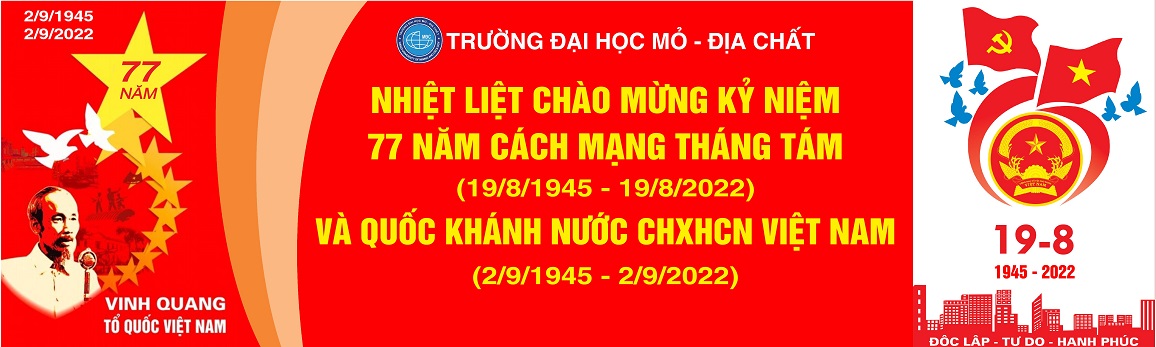 2/9/1945
2/9/2022
77
NĂM
VINH QUANG
TỔ QUỐC VIỆT NAM
TRƯỜNG ĐẠI HỌC MỎ - ĐỊA CHẤT
NHIỆT LIỆT CHÀO MỪNG KỶ NIỆM
77 NĂM CÁCH MẠNG THÁNG TÁM
(19/8/1945 - 19/8/2022)
VÀ QUỐC KHÁNH NƯỚC CHXHCN VIỆT NAM
(2/9/1945 - 2/9/2022)
VIỆT NAM
19-8
1945 - 2022
ĐỘC LẬP - TỰ DO - HẠNH PHÚC